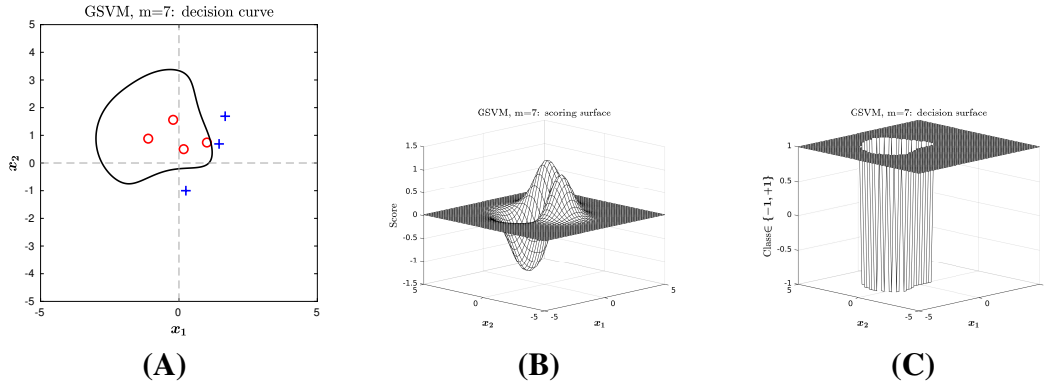 GSVM, m=7: decision curve
5
4
3
2
1
0
-1
-2
-3
-4
-5
-5 0 5
x2
x1
(A)
GSVM, m=7: scoring surface
1.5
1
0.5
0
-0.5
-1
-1.5
Score
5 0 -5
x2
-5 0 5
x1
(B)
GSVM, m=7: decision surface
1
0.5
0
-0.5
-1
Class∈ {−1, +1}
5 0 -5
x2
-5 0 5
x1
(C)